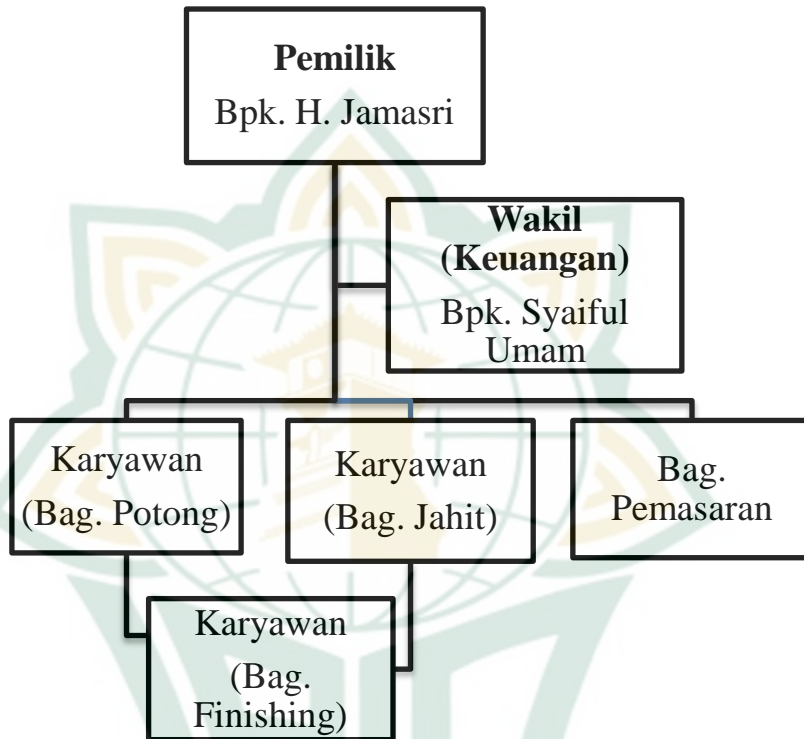 Pemilik
Bpk. H. Jamasri
Wakil
(Keuangan)
Bpk. Syaiful
Umam
Karyawan
(Bag. Potong)
Karyawan
(Bag. Jahit)
Bag.
Pemasaran
Karyawan
(Bag.
Finishing)